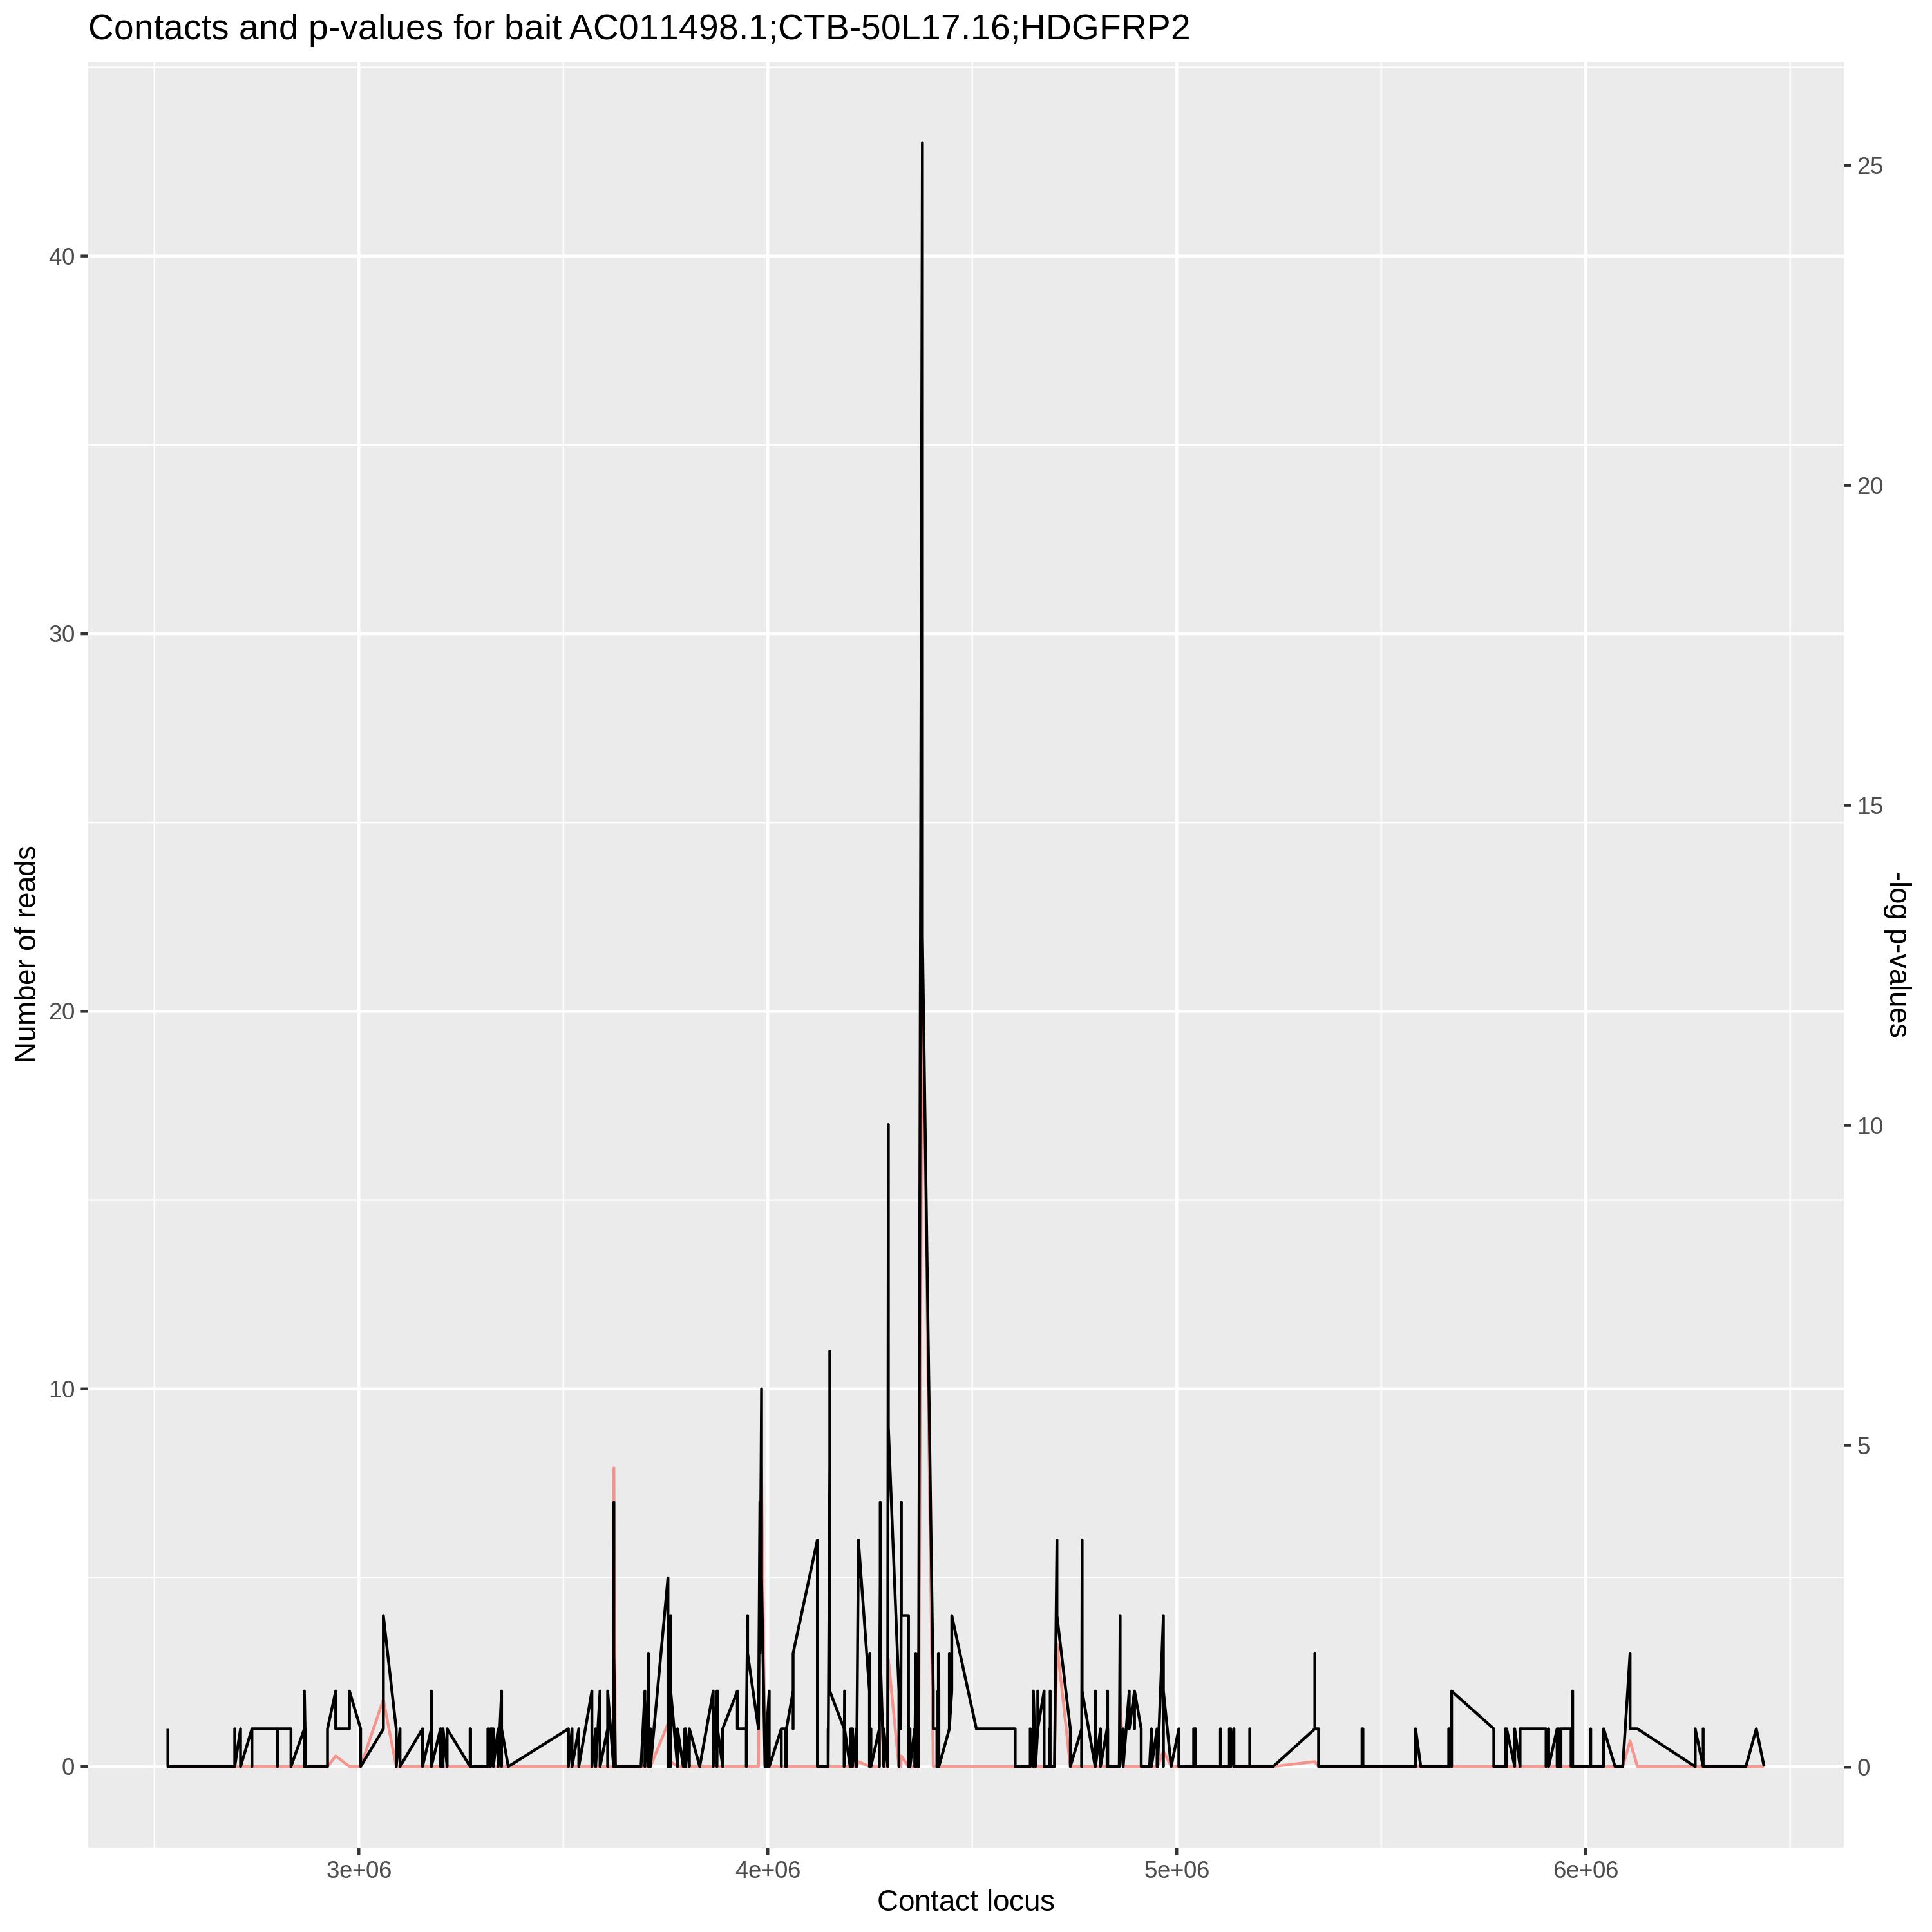 Contacts and p-values for bait AC011498.1;CTB-50L17.16;HDGFRP2
Number of reads
40
30
20
10
0
25
20
15
10
5
0
-log p-values
3e+06
4e+06
5e+06
6e+06
Contact locus